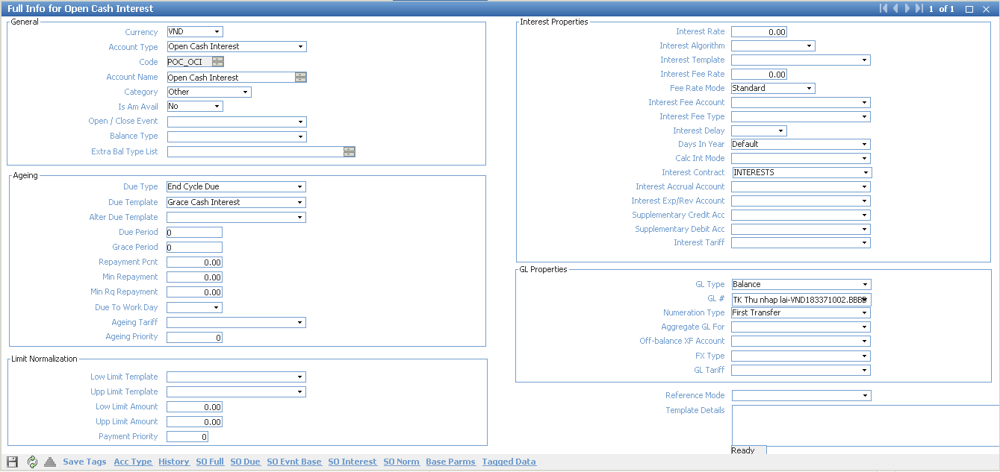 Full Info for Open Cash Interest
1 of 1
General
Currency VND
Account Type Open Cash Interest
Code POC_OCI
Account Name Open Cash Interest
Category Other
Is Am Avail No
Open / Close Event
Balance Type
Extra Bal Type List
Ageing
Due Type End Cycle Due
Due Template Grace Cash Interest
Alter Due Template
Due Period 0
Grace Period 0
Repayment Pcnt 0.00
Min Repayment 0.00
Min Rq Repayment 0.00
Due To Work Day
Ageing Tariff
Ageing Priority 0
Limit Normalization
Low Limit Template
Upp Limit Template
Low Limit Amount 0.00
Upp Limit Amount 0.00
Payment Priority 0
Interest Properties
Interest Rate 0.00
Interest Algorithm
Interest Template
Interest Fee Rate 0.00
Fee Rate Mode Standard
Interest Fee Account
Interest Fee Type
Interest Delay
Days In Year Default
Calc Int Mode
Interest Contract INTERESTS
Interest Accrual Account
Interest Exp/Rev Account
Supplementary Credit Acc
Supplementary Debit Acc
Interest Tariff
GL Properties
GL Type Balance
GL # TK Thu nhap lai-VND183371002.BBBB
Numeration Type First Transfer
Aggregate GL For
Off-balance XF Account
FX Type
GL Tariff
Reference Mode
Template Details
Ready
Save Tags Acc Type History SO Full SO Due SO Evnt Base SO Interest SO Norm Base Parms Tagged Data